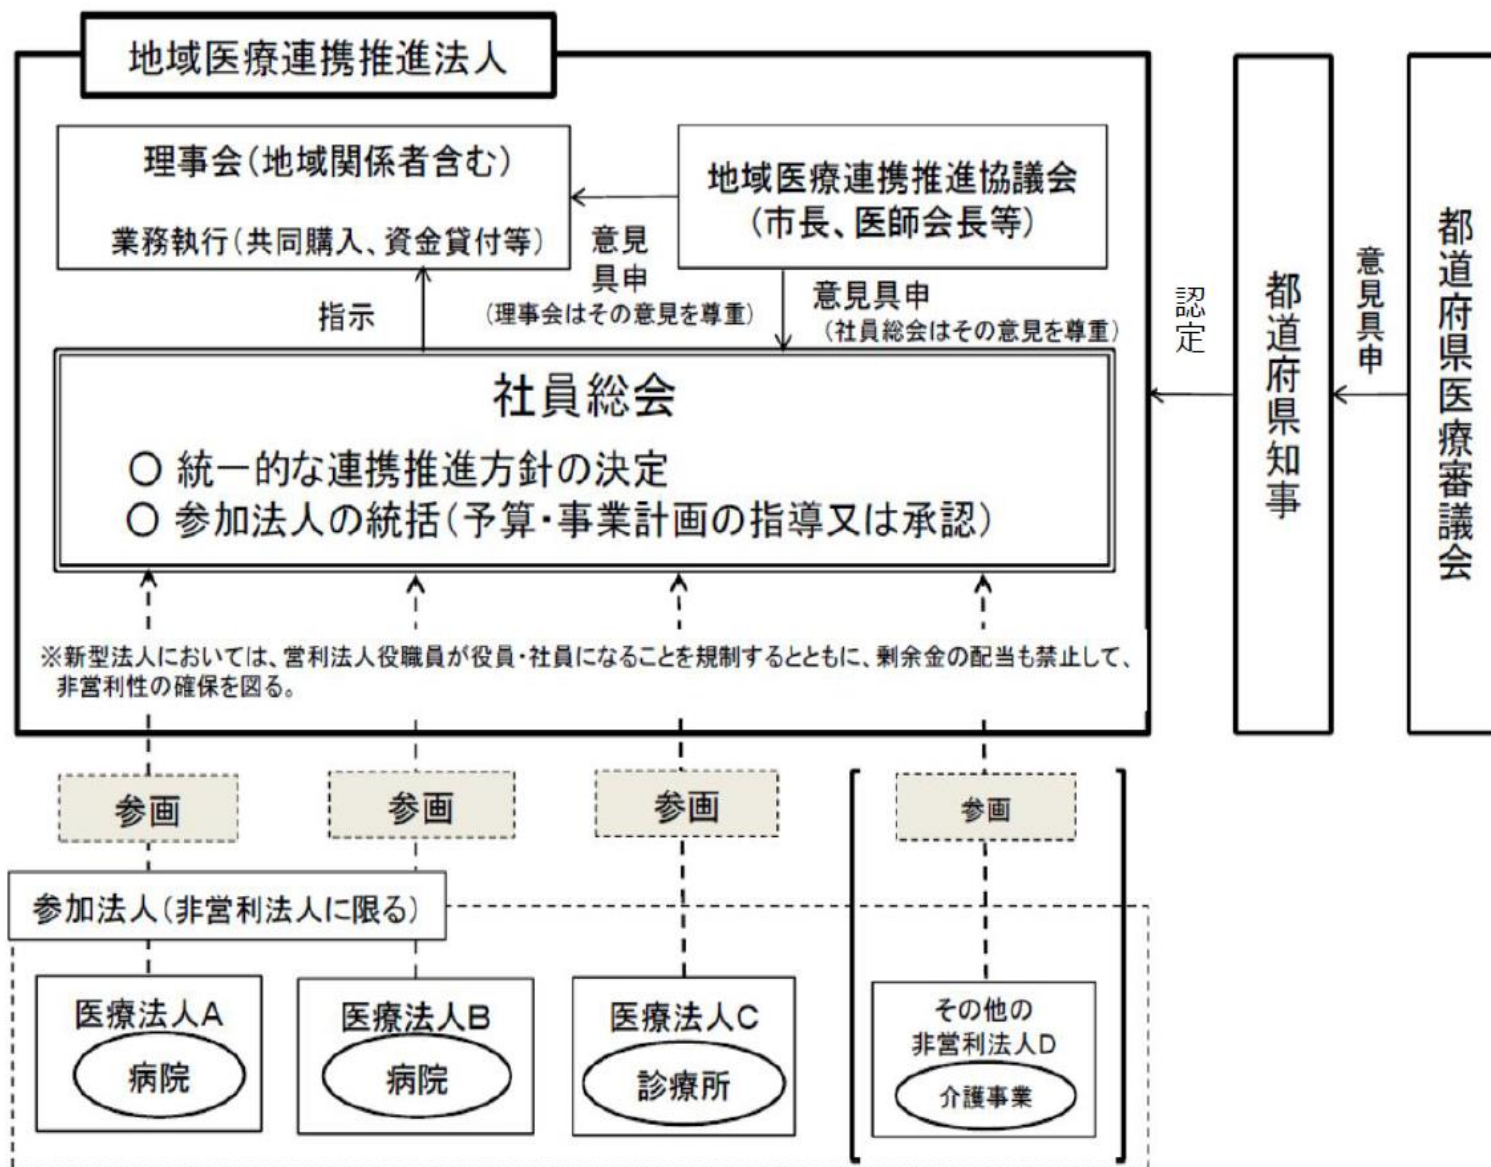 地域医療連携推進法人
理事会(地域関係者含む)
業務執行(共同購入、資金貸付等)
地域医療連携推進協議会
(市長、医師会長等)
意見
具申
(理事会はその意見を尊重)
指示
意見具申
(社員総会はその意見を尊重)
社員総会
○ 統一的な連携推進方針の決定
○ 参加法人の統括(予算・事業計画の指導又は承認)
※新型法人においては、営利法人役職員が役員・社員になることを規制するとともに、剰余金の配当も禁止して、
非営利性の確保を図る。
認定
都道府県知事
意見具申
都道府県医療審議会
参画
参画
参画
参画
参加法人(非営利法人に限る)
医療法人A
病院
医療法人B
病院
医療法人C
診療所
その他の
非営利法人D
介護事業